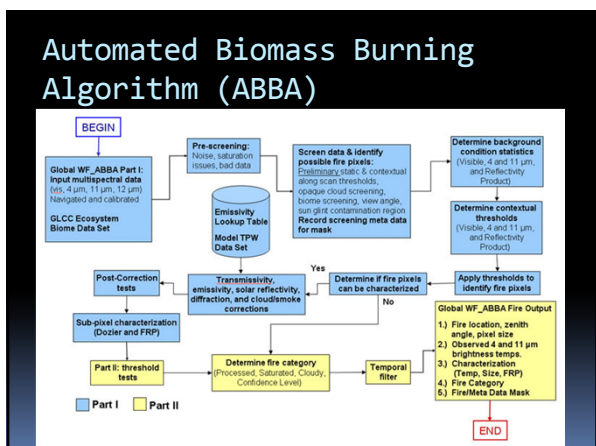 Automated Biomass Burning
Algorithm (ABBA)
BEGIN
Global WF_ABBA Part I:
Input multispectral data
(vis, 4 µm, 11 µm, 12 µm)
Navigated and calibrated
GLCC Ecosystem
Biome Data Set
Pre-screening:
Noise, saturation
issues, bad data
Screen data & identify
possible fire pixels:
Preliminary static & contextual
along scan thresholds,
opaque cloud screening,
biome screening, view angle,
sun glint contamination region
Record screening meta data
for mask
Determine background
condition statistics
(Visible, 4 and 11 µm,
and Reflectivity
Product)
Determine contextual
thresholds
(Visible, 4 and 11 µm,
and Reflectivity
Product)
Emissivity
Lookup Table
Model TPW
Data Set
Apply thresholds to
identify fire pixels
Determine if fire pixels
can be characterized
Yes
No
Transmissivity,
emissivity, solar reflectivity,
diffraction, and cloud/smoke
corrections
Post-Correction
tests
Sub-pixel characterization
(Dozier and FRP)
Part II: threshold
tests
Determine fire category
(Processed, Saturated, Cloudy,
Confidence Level)
Temporal
filter
Global WF_ABBA Fire Output
1.) Fire location, zenith
angle, pixel size
2.) Observed 4 and 11 µm
brightness temps.
3.) Characterization
(Temp, Size, FRP)
4.) Fire Category
5.) Fire/Meta Data Mask
Part I
Part II
END